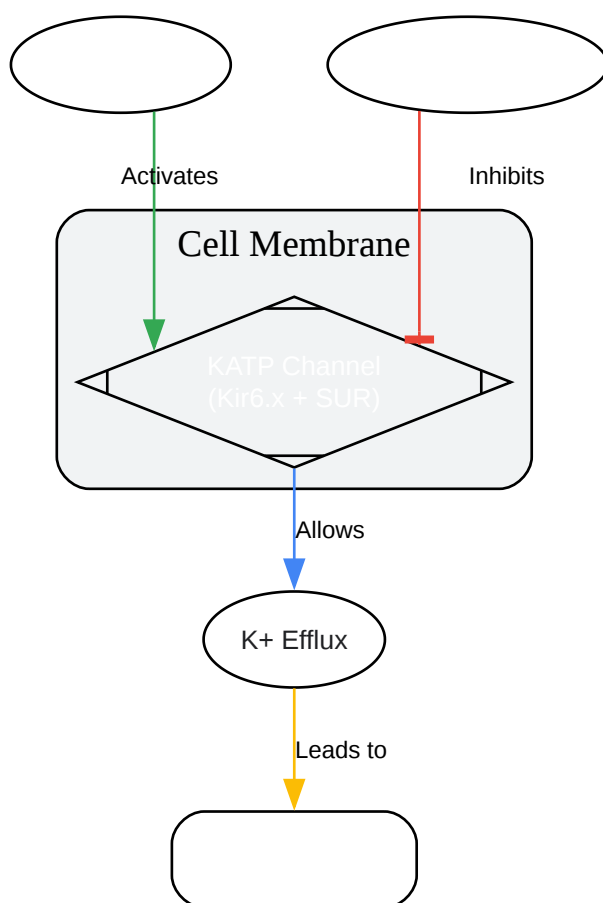 Activates
Inhibits
Cell Membrane
KATP Channel
(Kir6.x + SUR)
Allows
K+ Efflux
Leads to